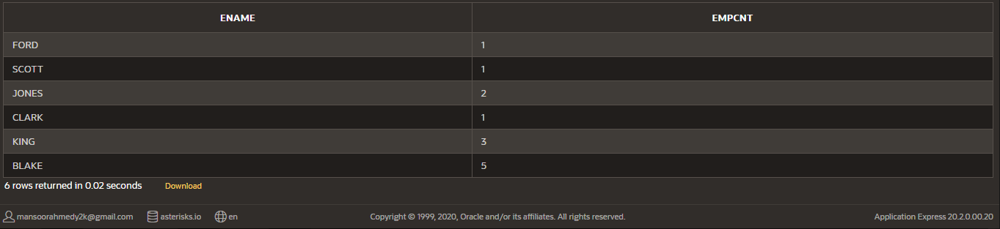 ENAME EMPCNT
FORD 1
SCOTT 1
JONES 2
CLARK 1
KING 3
BLAKE 5
6 rows returned in 0.02 seconds Download
mansoorahmedy2k@gmail.com asterisks.io en Copyright © 1999, 2020, Oracle and/or its affiliates. All rights reserved. Application Express 20.2.0.00.20